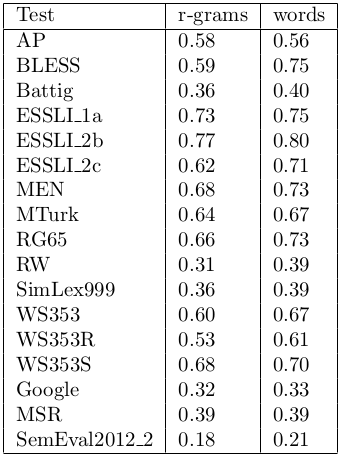 Test r-grams words
AP 0.58 0.56
BLESS 0.59 0.75
Battig 0.36 0.40
ESSLI_1a 0.73 0.75
ESSLI_2b 0.77 0.80
ESSLI_2c 0.62 0.71
MEN 0.68 0.73
MTurk 0.64 0.67
RG65 0.66 0.73
RW 0.31 0.39
SimLex999 0.36 0.39
WS353 0.60 0.67
WS353R 0.53 0.61
WS353S 0.68 0.70
Google 0.32 0.33
MSR 0.39 0.39
SemEval2012_2 0.18 0.21